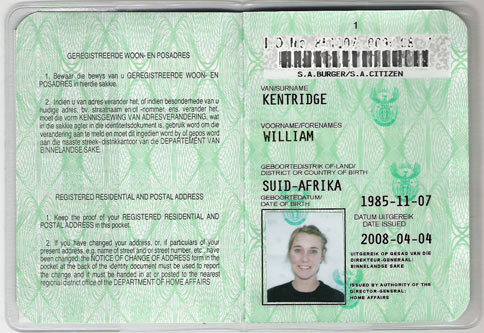 GEREGISTREERDE WOON- EN POSADRES
1. Bewaar die bewys van u GEREGISTREERDE WOON- EN
POSADRES in hierdie sakkie.
2. Indien u van adres verander het, of indien besonderhede van u
huidige adres, bv. straatnaam en/of -nommer, ens. verander het,
moet die vorm KENNISGEWING VAN ADRESVERANDERING, wat
in die sakkie agter in die identiteitsdokument is, gebruik word om die
verandering aan te meld en moet dit ingedien word by of gepos word
aan die naaste streek-/distrikkantoor van die DEPARTEMENT VAN
BINNELANDSE SAKE.
REGISTERED RESIDENTIAL AND POSTAL ADDRESS
1. Keep the proof of your REGISTERED RESIDENTIAL AND
POSTAL ADDRESS in this pocket.
2. If you have changed your address, or, if particulars of your
present address, e.g. name of street and/or street number, etc., have
been changed, the NOTICE OF CHANGE OF ADDRESS form in the
pocket at the back of the identity document must be used to report
the change and it must be handed in at or posted to the nearest
regional/district office of the DEPARTMENT OF HOME AFFAIRS
1
S.A.BURGER/S.A.CITIZEN
VAN/SURNAME
KENTRIDGE
VOORNAME/FORENAMES
WILLIAM
GEBOORTEDISTRIK OF-LAND/
DISTRICT OR COUNTRY OF BIRTH
SUID-AFRIKA
GEBOORTEDATUM/
DATE OF BIRTH
1985-11-07
DATUM UITGEREIK
DATE ISSUED
2008-04-04
UITGEREIK OP GESAG VAN DIE
DIREKTEUR-GENERAAL:
BINNELANDSE SAKE
ISSUED BY AUTHORITY OF THE
DIRECTOR-GENERAL:
HOME AFFAIRS